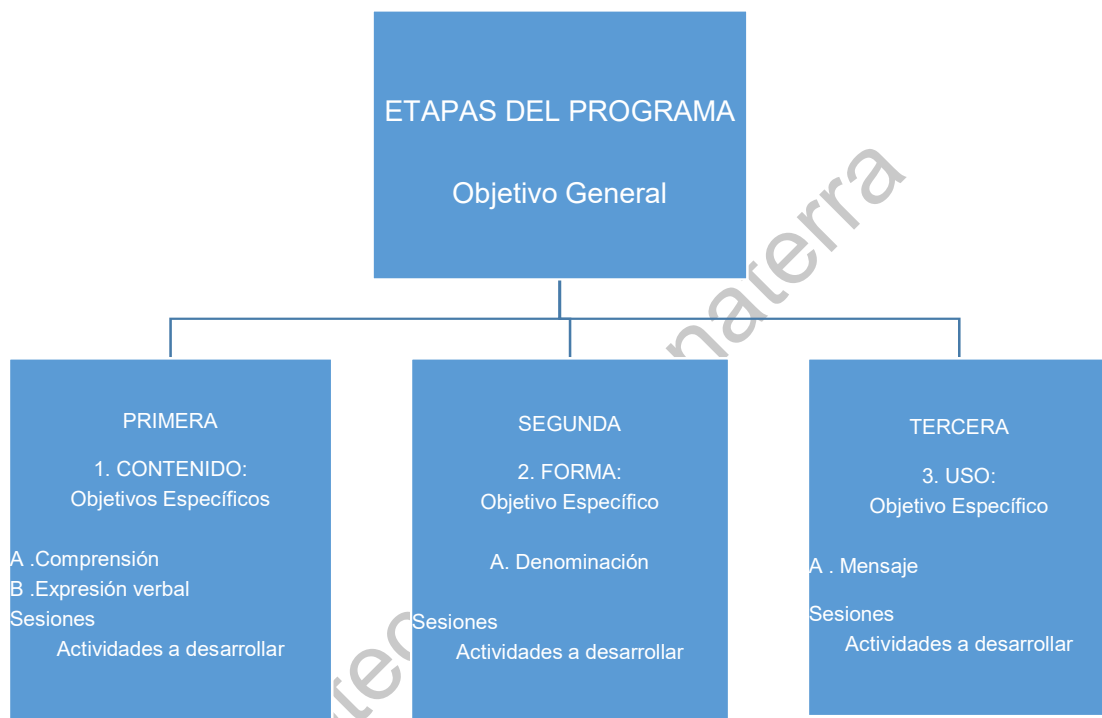 ETAPAS DEL PROGRAMA
Objetivo General
PRIMERA
1. CONTENIDO:
Objetivos Específicos
A .Comprensión
B .Expresión verbal
Sesiones
Actividades a desarrollar
SEGUNDA
2. FORMA:
Objetivo Específico
A. Denominación
Sesiones
Actividades a desarrollar
TERCERA
3. USO:
Objetivo Específico
A . Mensaje
Sesiones
Actividades a desarrollar